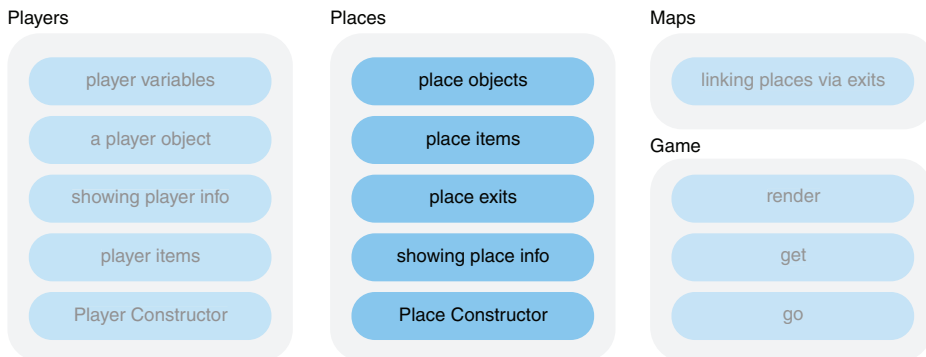 Players
player variables
a player object
showing player info
player items
Player Constructor
Places
place objects
place items
place exits
showing place info
Place Constructor
Maps
linking places via exits
Game
render
get
go